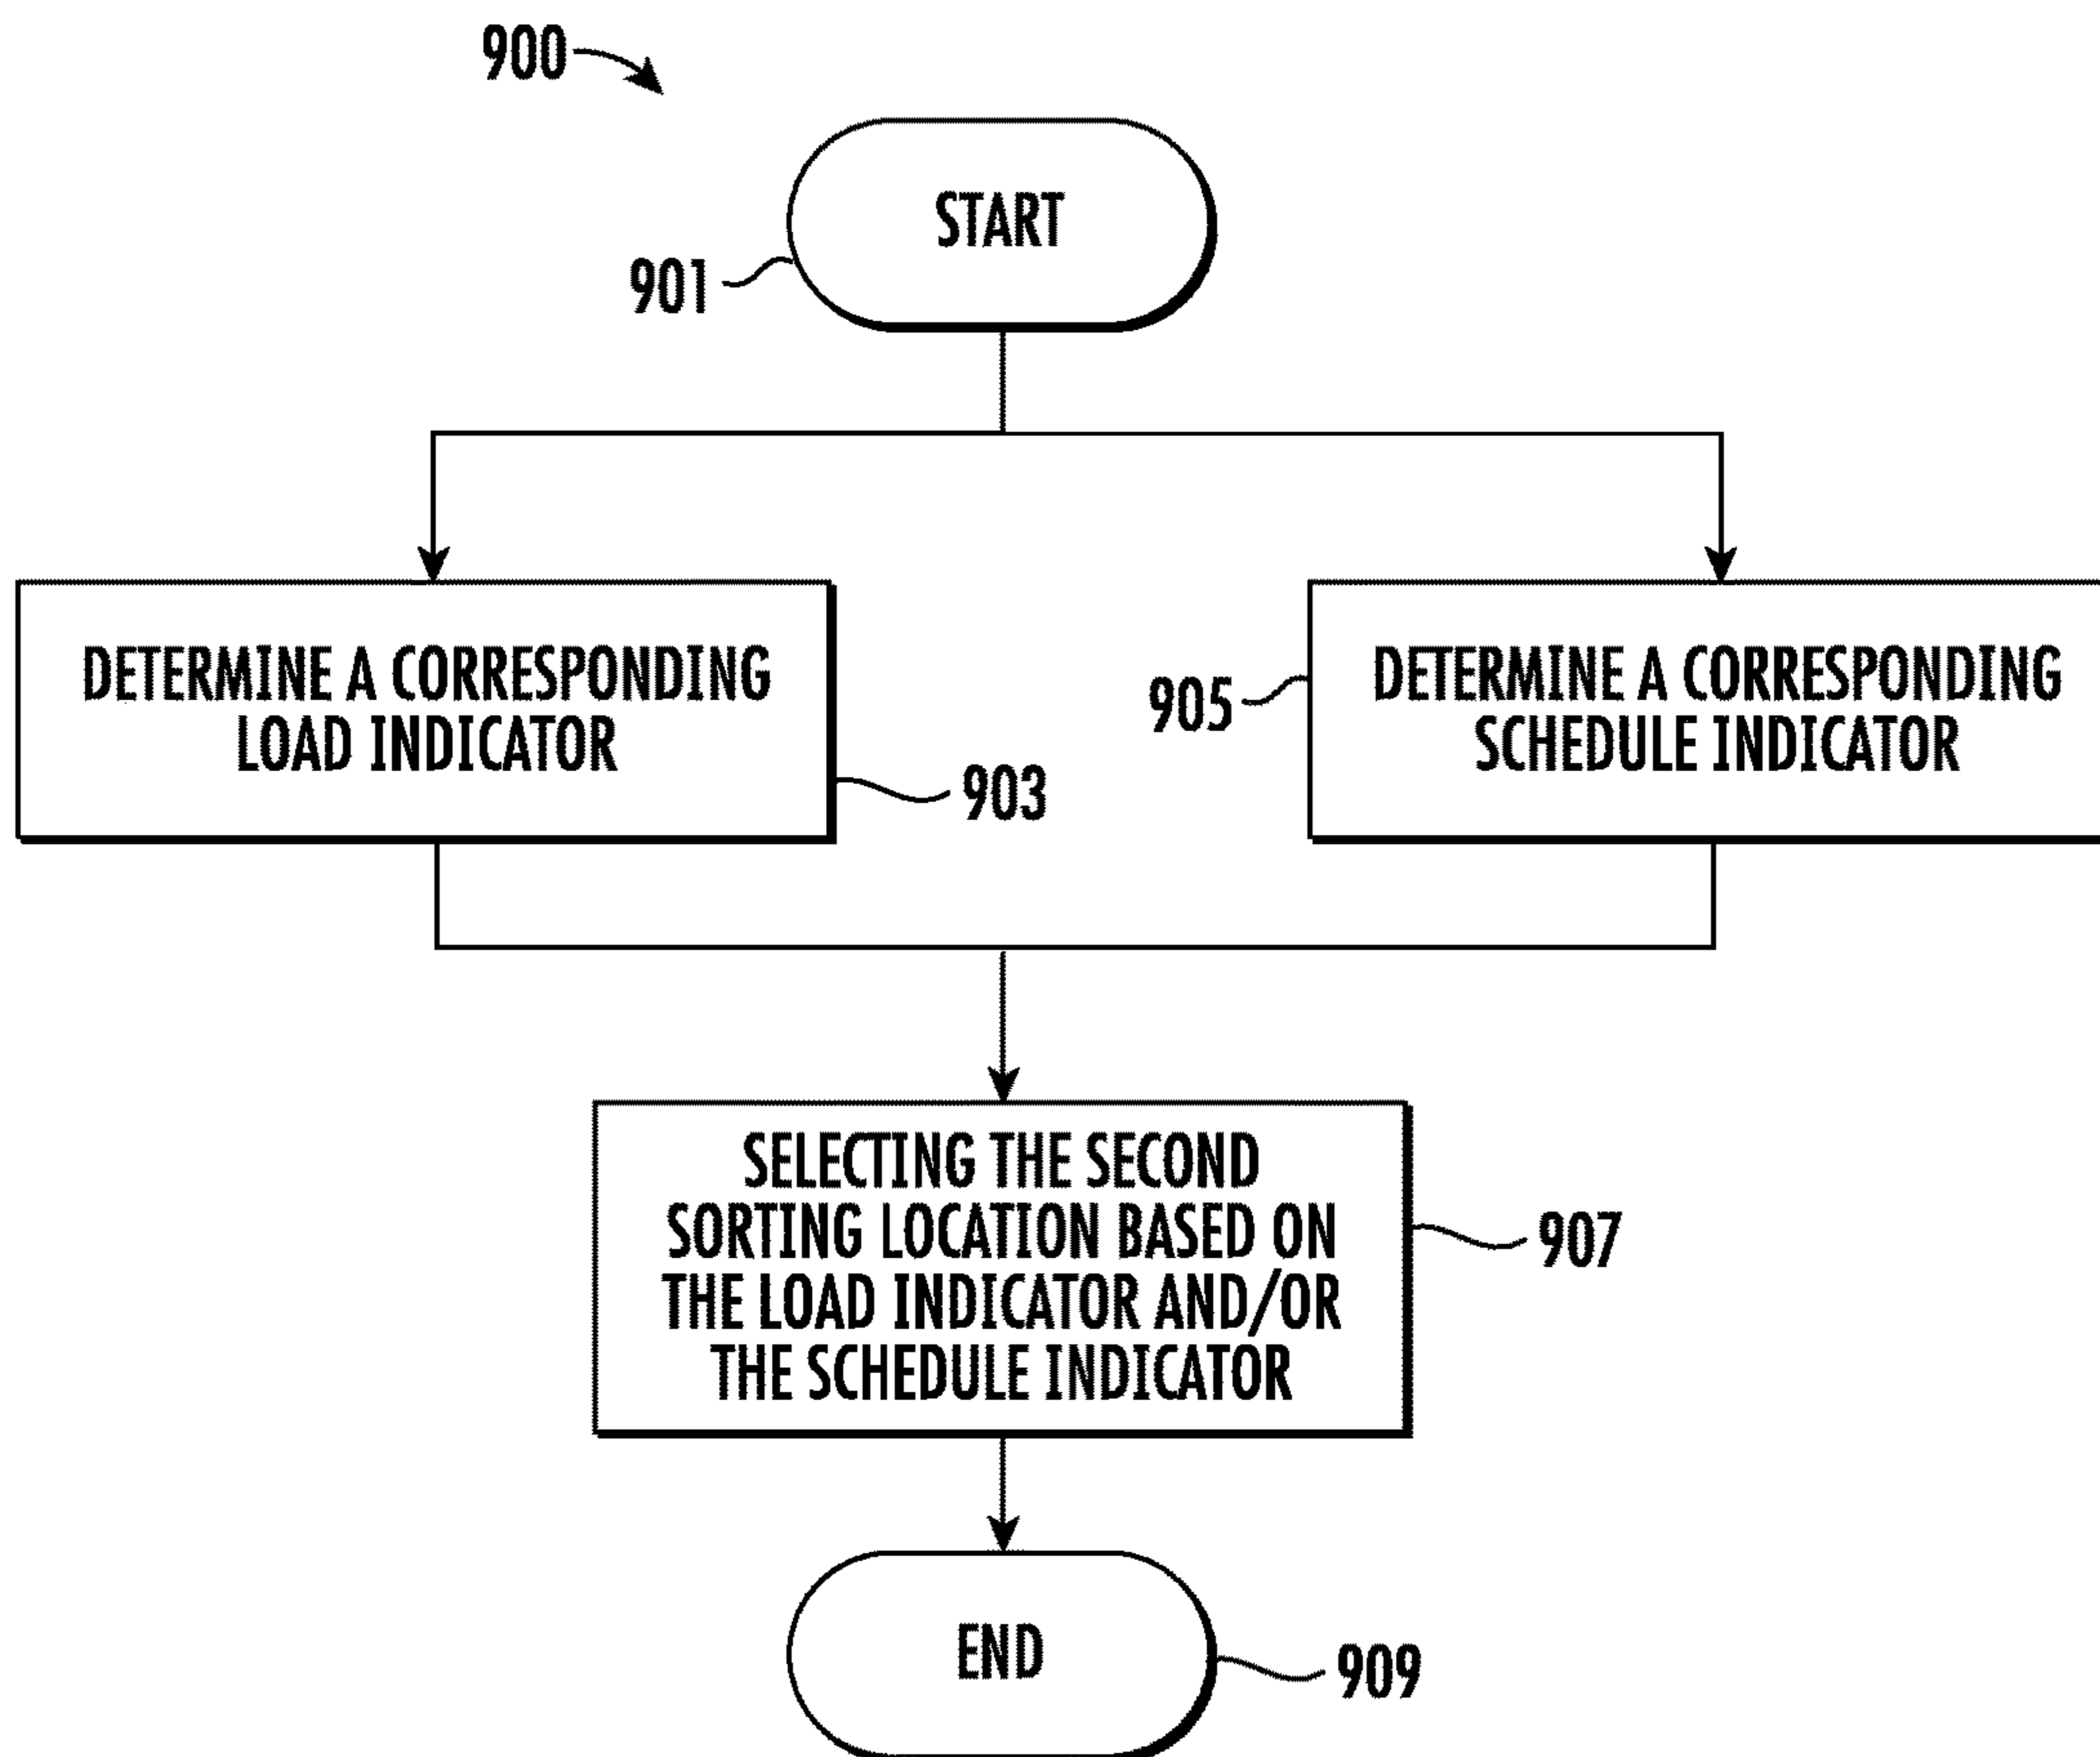 900
START
901
DETERMINE A CORRESPONDING
LOAD INDICATOR
903
905
DETERMINE A CORRESPONDING
SCHEDULE INDICATOR
SELECTING THE SECOND
SORTING LOCATION BASED ON
THE LOAD INDICATOR AND/OR
THE SCHEDULE INDICATOR
907
END
909